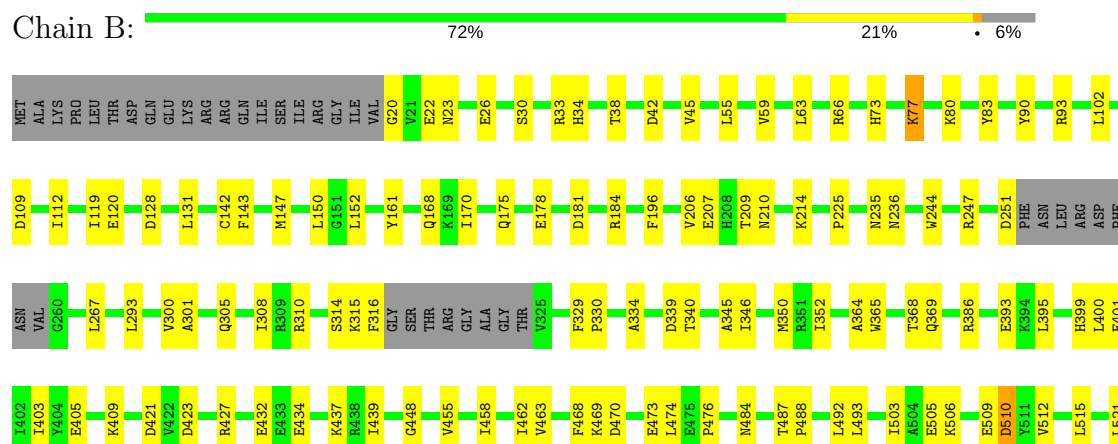 Chain B:
72% 21% • 6%
MET ALA LYS PRO LEU THR ASP GLN GLU LYS ARG ARG GLN ILE SER ILE ARG GLY ILE VAL G20 V21 E22 N23 E26 S30 R33 H34 T38 D42 V45 L55 V59 L63 R66 H73 K77 K80 Y83 Y90 R93 L102
D109 I112 I119 E120 D128 L131 C142 F143 M147 L150 G151 L152 Y161 Q168 K169 I170 Q175 E178 D181 R184 F196 V206 E207 H208 T209 N210 K214 P225 N235 N236 W244 R247 D251 PHE ASN LEU ARG ASP PHE
ASN VAL G260 L267 L293 V300 A301 Q305 I308 R309 R310 S314 K315 F316 GLY SER THR ARG GLY ALA GLY THR V325 F329 P330 A334 D339 T340 A345 I346 M350 R351 I352 A364 W365 T368 Q369 R386 E393 K394 L395 H399 L400 E401
I402 I403 Y404 E405 K409 D421 V422 D423 R427 E432 E433 E434 K437 R438 I439 G448 V455 I458 I462 V463 F468 K469 D470 E473 L474 E475 P476 N484 T487 P488 L492 L493 I503 A504 E505 K506 E509 D510 Y511 V512 L515